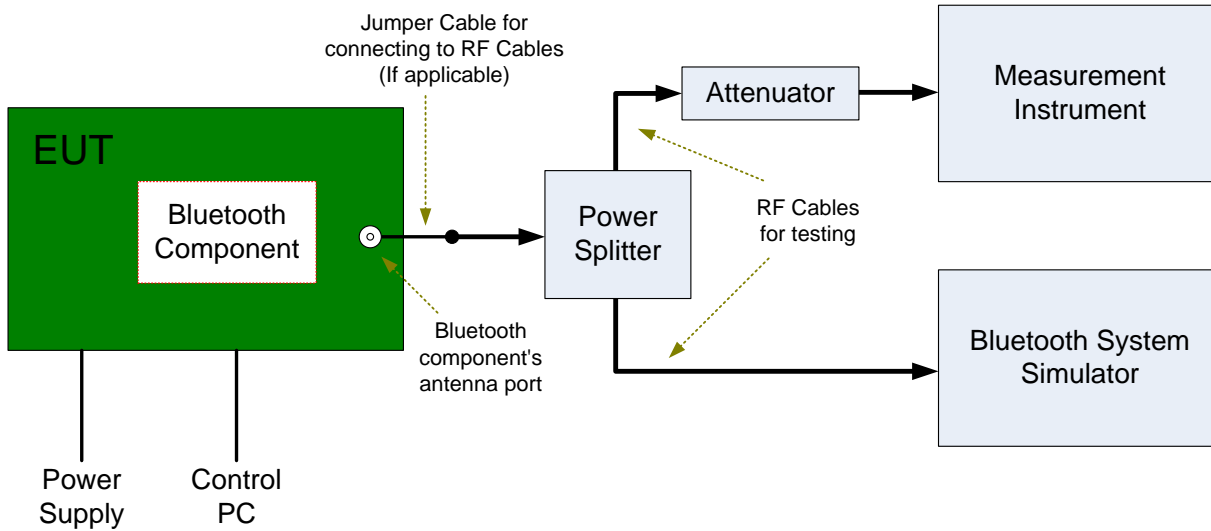 Jumper Cable for
connecting to RF Cables
(If applicable)
EUT
Bluetooth
Component
Power
Splitter
Attenuator
Measurement
Instrument
RF Cables
for testing
Bluetooth
component's
antenna port
Bluetooth System
Simulator
Power
Supply
Control
PC